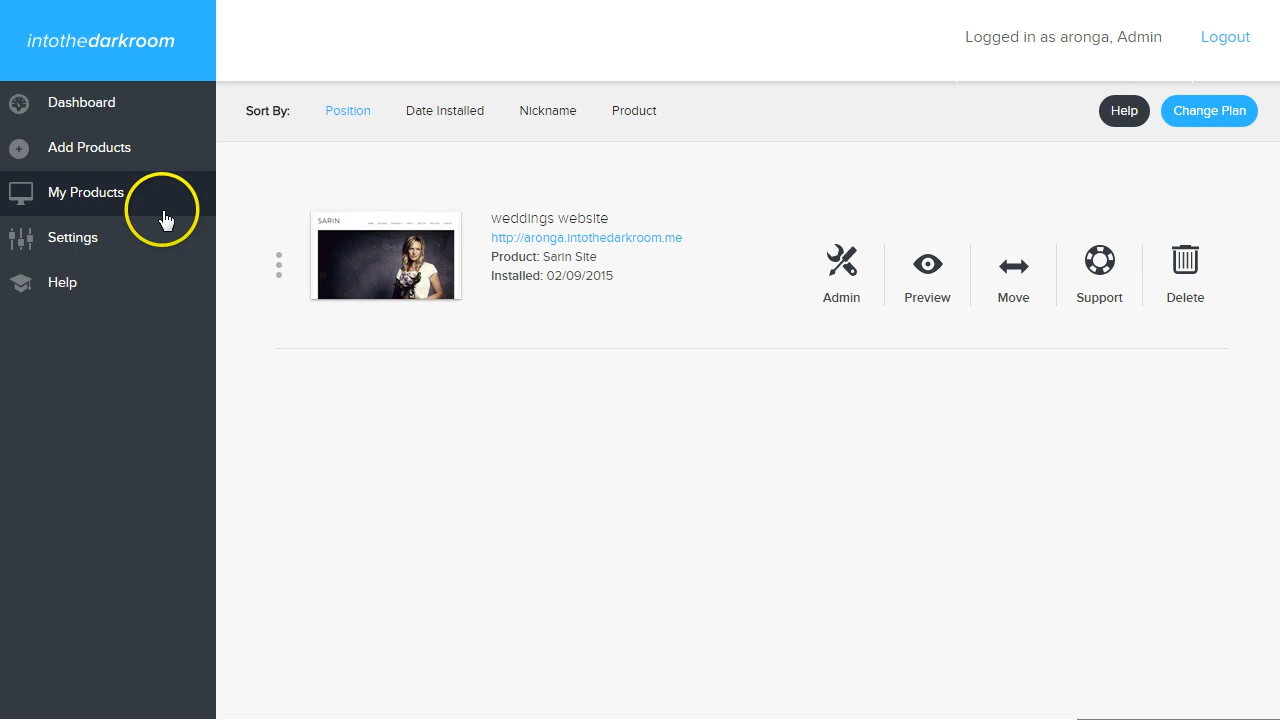 intothedarkroom
Logged in as aronga, Admin
Logout
Dashboard
Add Products
My Products
Settings
Help
Sort By:
Position
Date Installed
Nickname
Product
Help
Change Plan
SARIN
weddings website
http://aronga.intothedarkroom.me
Product: Sarin Site
Installed: 02/09/2015
Admin
Preview
Move
Support
Delete